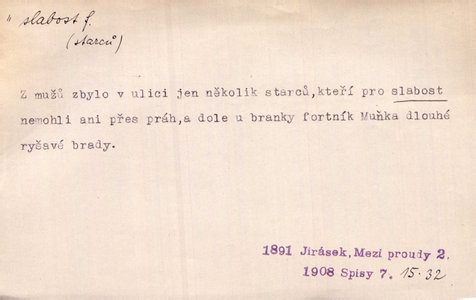 " slabost f.
(starců)
Z mužů zbylo v ulici jen několik starců,kteří pro slabost
nemohli ani přes práh,a dole u branky fortník Muňka dlouhé
ryšavé brady.
1891 Jirásek, Mezi proudy 2.
1908 Spisy 7. 15.32